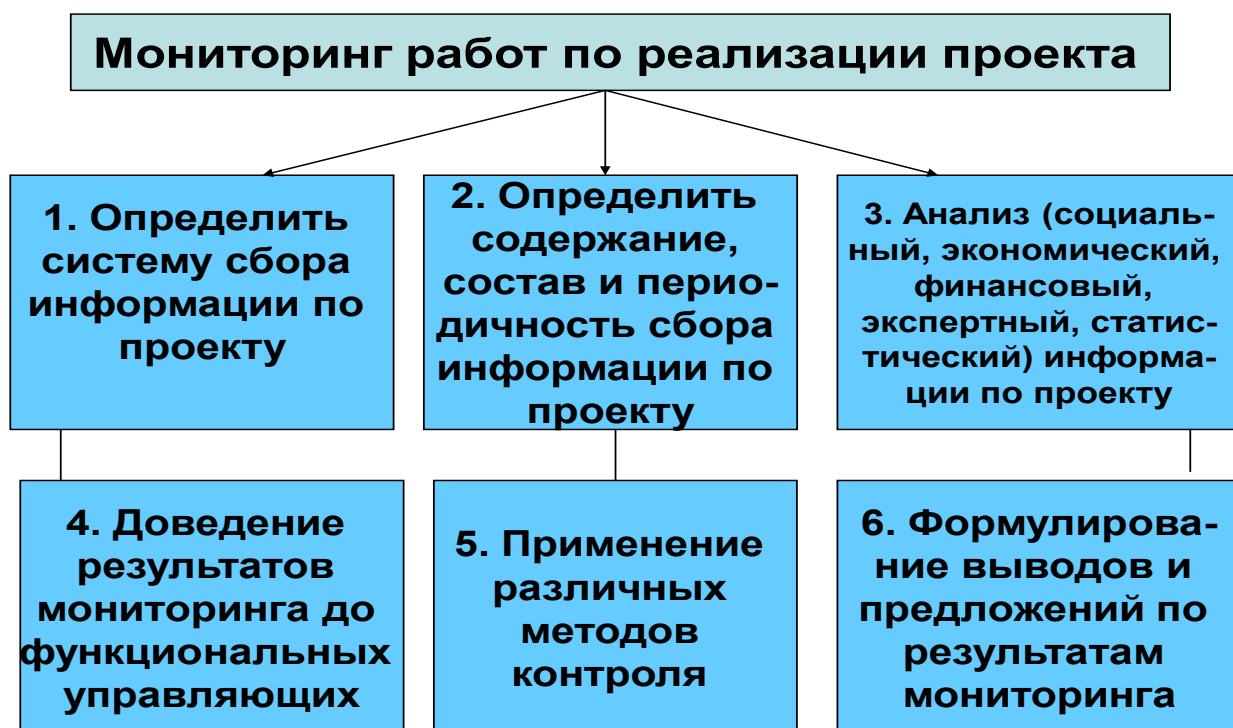 Мониторинг работ по реализации проекта
1. Определить
систему сбора
информации по
проекту
2. Определить
содержание,
состав и перио-
дичность сбора
информации по
проекту
3. Анализ (социаль-
ный, экономический,
финансовый,
экспертный, статис-
тический) информа-
ции по проекту
4. Доведение
результатов
мониторинга до
функциональных
управляющих
5. Применение
различных
методов
контроля
6. Формулирова-
ние выводов и
предложений по
результатам
мониторинга